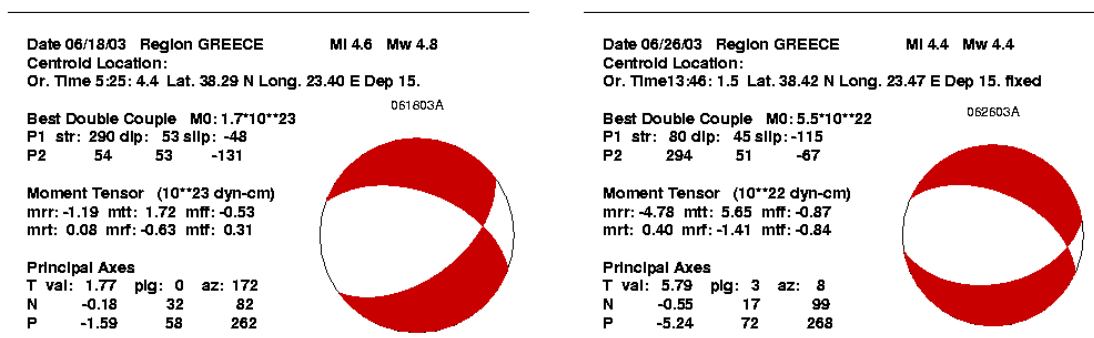 Date 06/18/03 Region GREECE Ml 4.6 Mw 4.8
Centroid Location:
Or. Time 5:25: 4.4 Lat. 38.29 N Long. 23.40 E Dep 15.
061803A
Best Double Couple M0: 1.7*10**23
P1 str: 290 dip: 53 slip: -48
P2 54 53 -131
Moment Tensor (10**23 dyn-cm)
mrr: -1.19 mtt: 1.72 mff: -0.53
mrt: 0.08 mrf: -0.63 mtf: 0.31
Principal Axes
T val: 1.77 plg: 0 az: 172
N -0.18 32 82
P -1.59 58 262
Date 06/26/03 Region GREECE Ml 4.4 Mw 4.4
Centroid Location:
Or. Time13:46: 1.5 Lat. 38.42 N Long. 23.47 E Dep 15. fixed
062603A
Best Double Couple M0: 5.5*10**22
P1 str: 80 dip: 45 slip: -115
P2 294 51 -67
Moment Tensor (10**22 dyn-cm)
mrr: -4.78 mtt: 5.65 mff: -0.87
mrt: 0.40 mrf: -1.41 mtf: -0.84
Principal Axes
T val: 5.79 plg: 3 az: 8
N -0.55 17 99
P -5.24 72 268